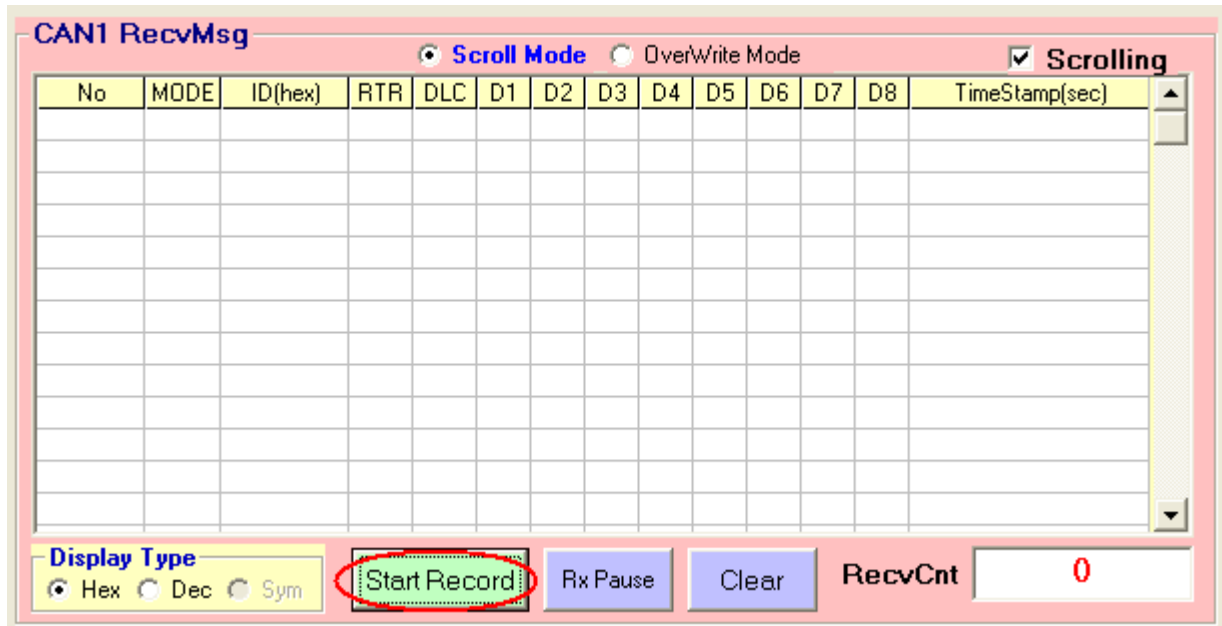 CAN1 RecvMsg
Scroll Mode OverWrite Mode Scrolling
No MODE ID(hex) RTR DLC D1 D2 D3 D4 D5 D6 D7 D8 TimeStamp(sec)
Display Type
Hex Dec Sym
Start Record Rx Pause Clear RecvCnt 0